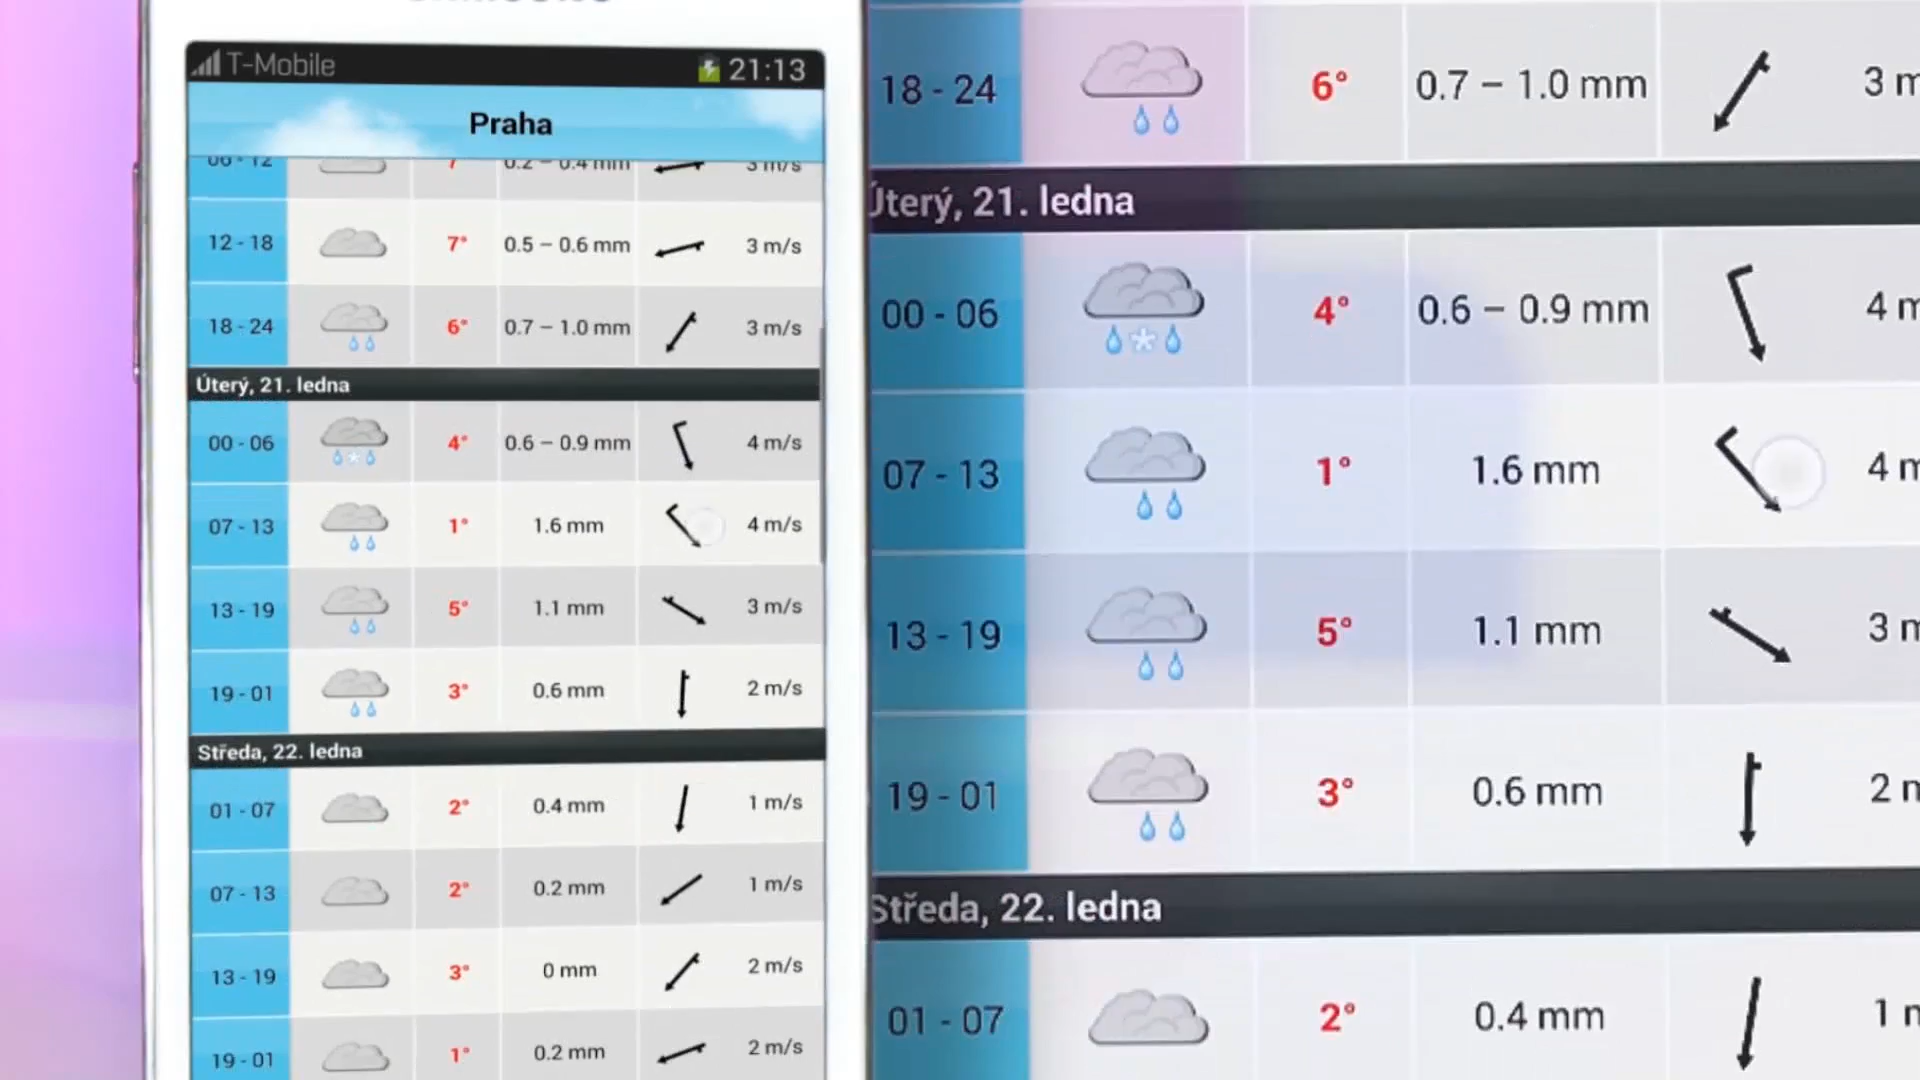 T-Mobile 21:13
Praha
12 - 18 7° 0.5 – 0.6 mm 3 m/s
18 - 24 6° 0.7 – 1.0 mm 3 m/s
Úterý, 21. ledna
00 - 06 4° 0.6 – 0.9 mm 4 m/s
07 - 13 1° 1.6 mm 4 m/s
13 - 19 5° 1.1 mm 3 m/s
19 - 01 3° 0.6 mm 2 m/s
Středa, 22. ledna
01 - 07 2° 0.4 mm 1 m/s
07 - 13 2° 0.2 mm 1 m/s
13 - 19 3° 0 mm 2 m/s
19 - 01 1° 0.2 mm 2 m/s
18 - 24 6° 0.7 – 1.0 mm 3 m
Úterý, 21. ledna
00 - 06 4° 0.6 – 0.9 mm 4 m
07 - 13 1° 1.6 mm 4 m
13 - 19 5° 1.1 mm 3 m
19 - 01 3° 0.6 mm 2 m
Středa, 22. ledna
01 - 07 2° 0.4 mm 1 m